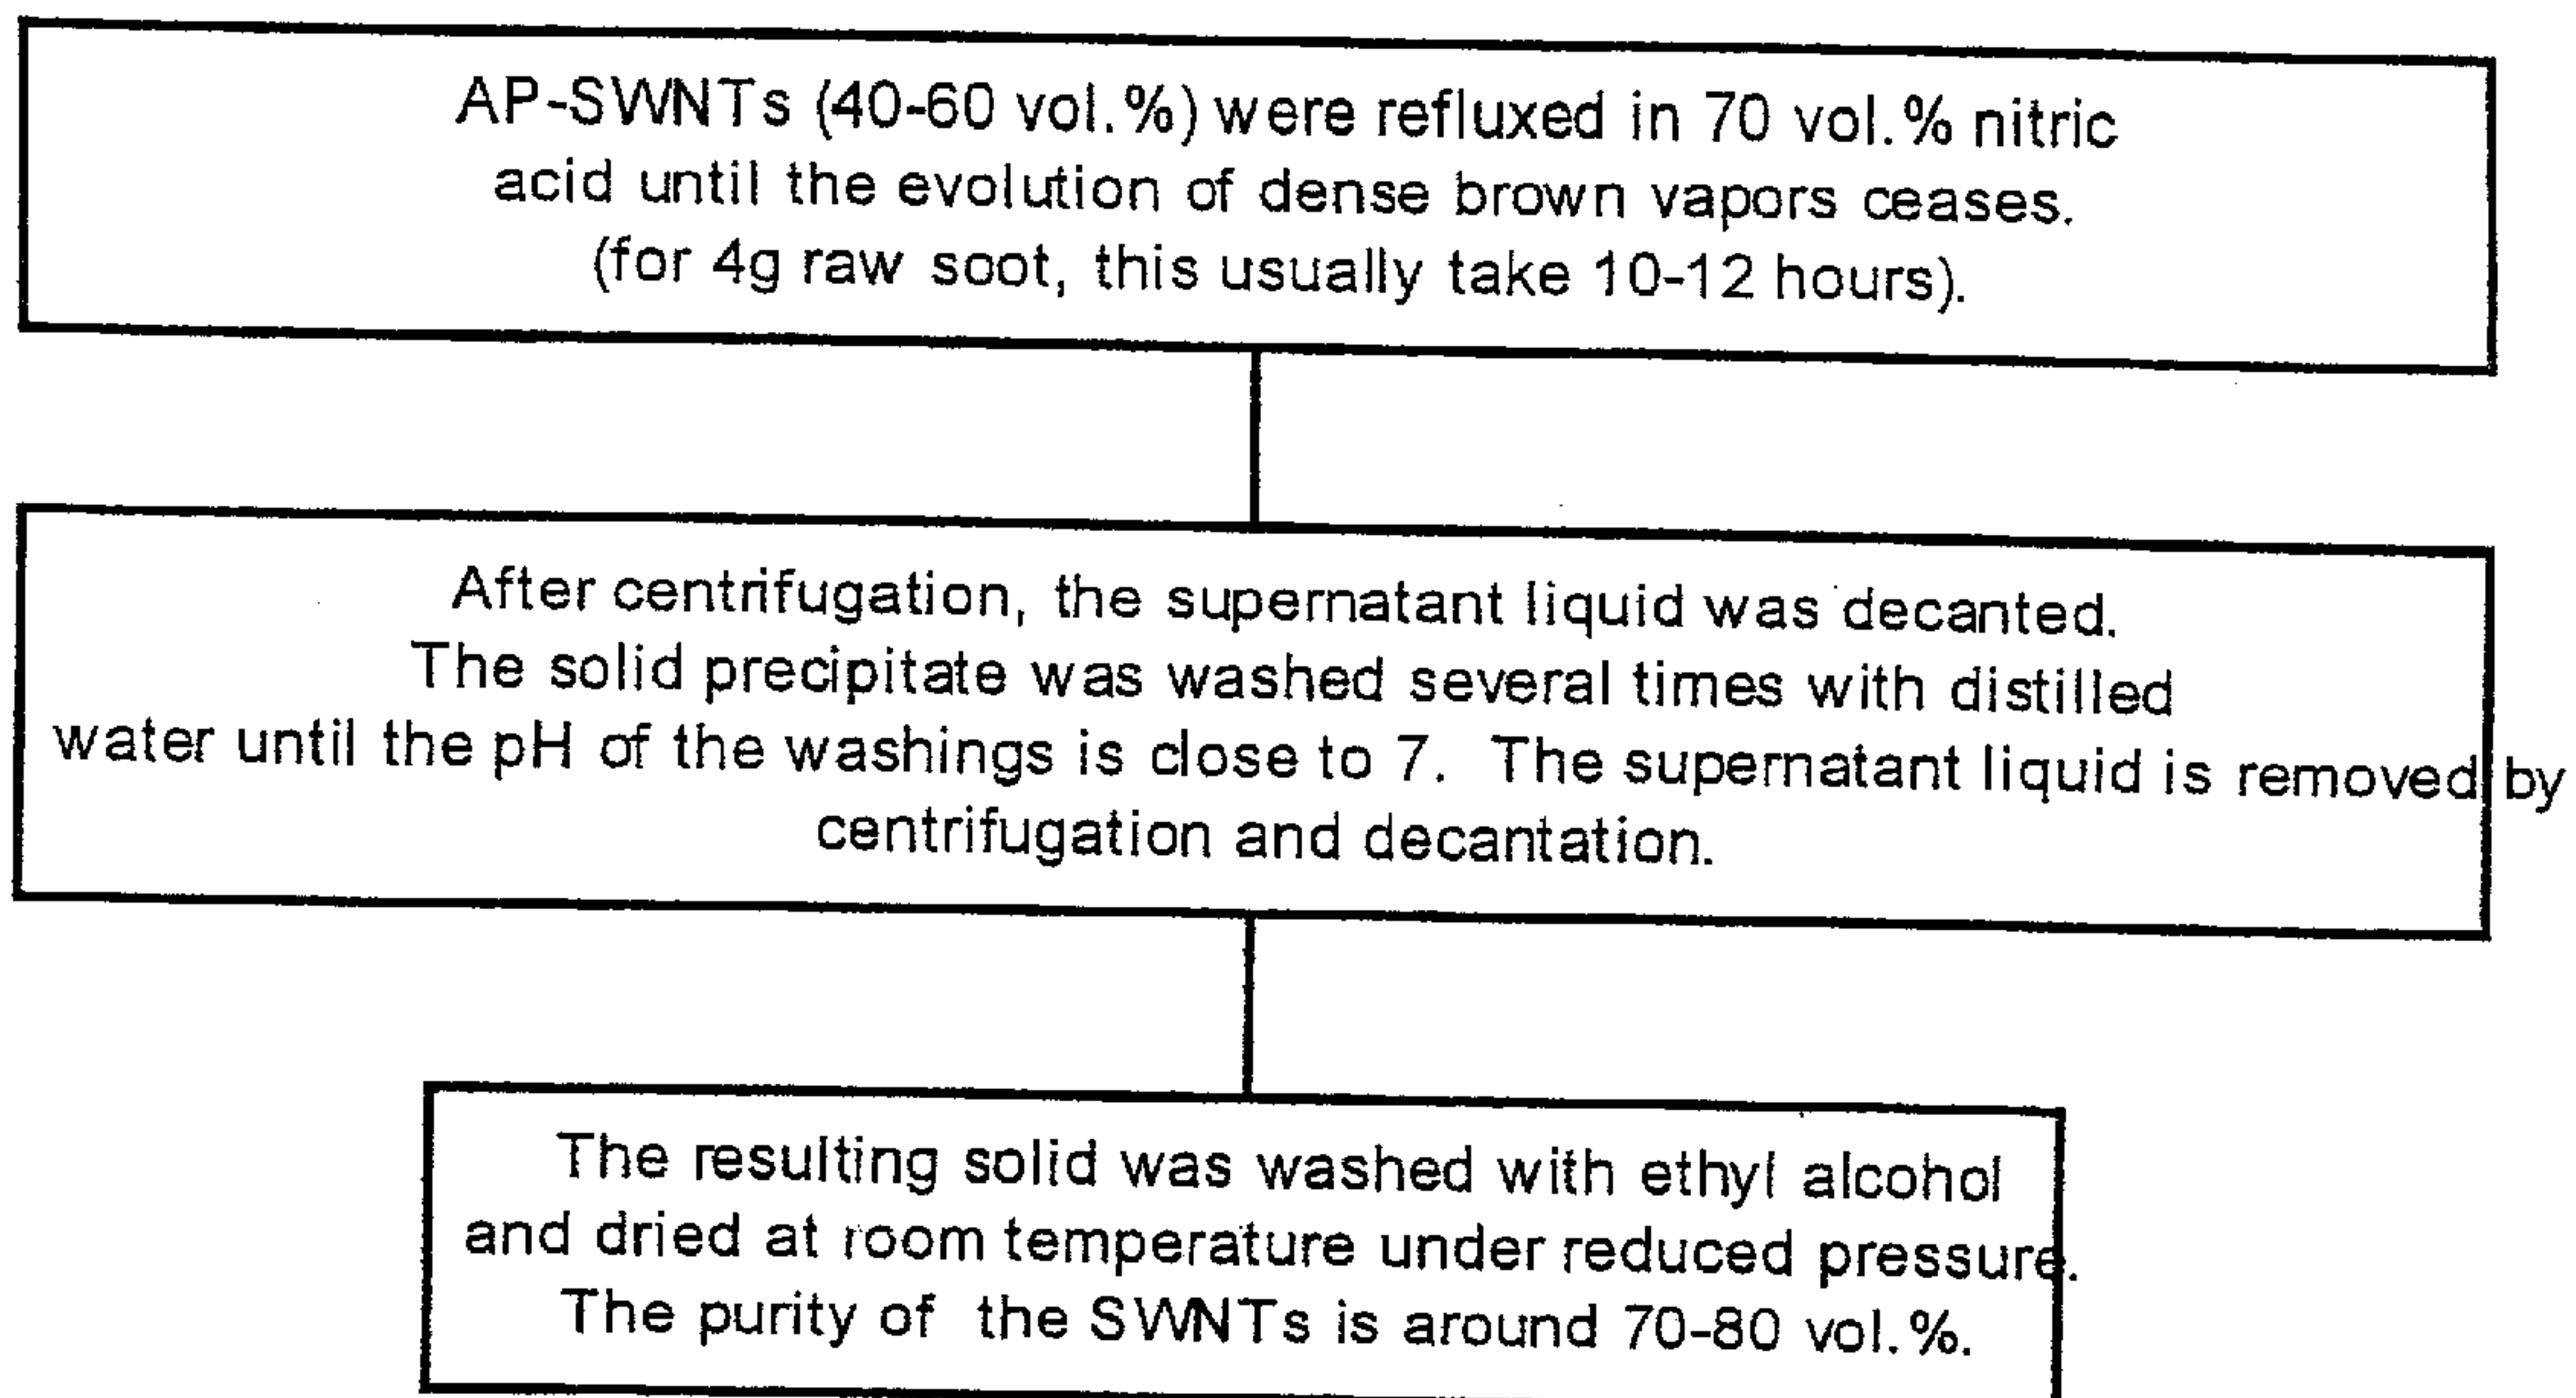 AP-SWNTs (40-60 vol.%) were refluxed in 70 vol.% nitric
acid until the evolution of dense brown vapors ceases.
(for 4g raw soot, this usually take 10-12 hours).
After centrifugation, the supernatant liquid was decanted.
The solid precipitate was washed several times with distilled
water until the pH of the washings is close to 7. The supernatant liquid is removed by
centrifugation and decantation.
The resulting solid was washed with ethyl alcohol
and dried at room temperature under reduced pressure.
The purity of the SWNTs is around 70-80 vol.%.